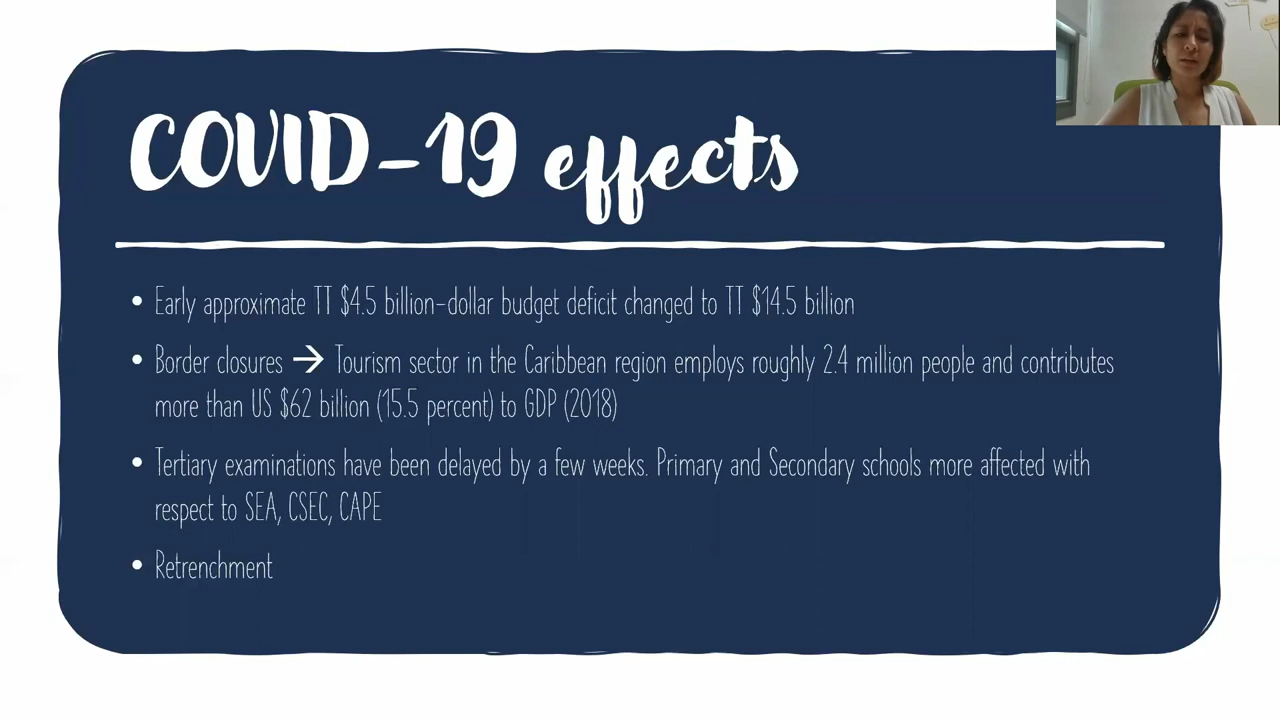 COVID-19 effects
• Early approximate TT $4.5 billion-dollar budget deficit changed to TT $14.5 billion
• Border closures → Tourism sector in the Caribbean region employs roughly 2.4 million people and contributes
more than US $62 billion (15.5 percent) to GDP (2018)
• Tertiary examinations have been delayed by a few weeks. Primary and Secondary schools more affected with
respect to SEA, CSEC, CAPE
• Retrenchment